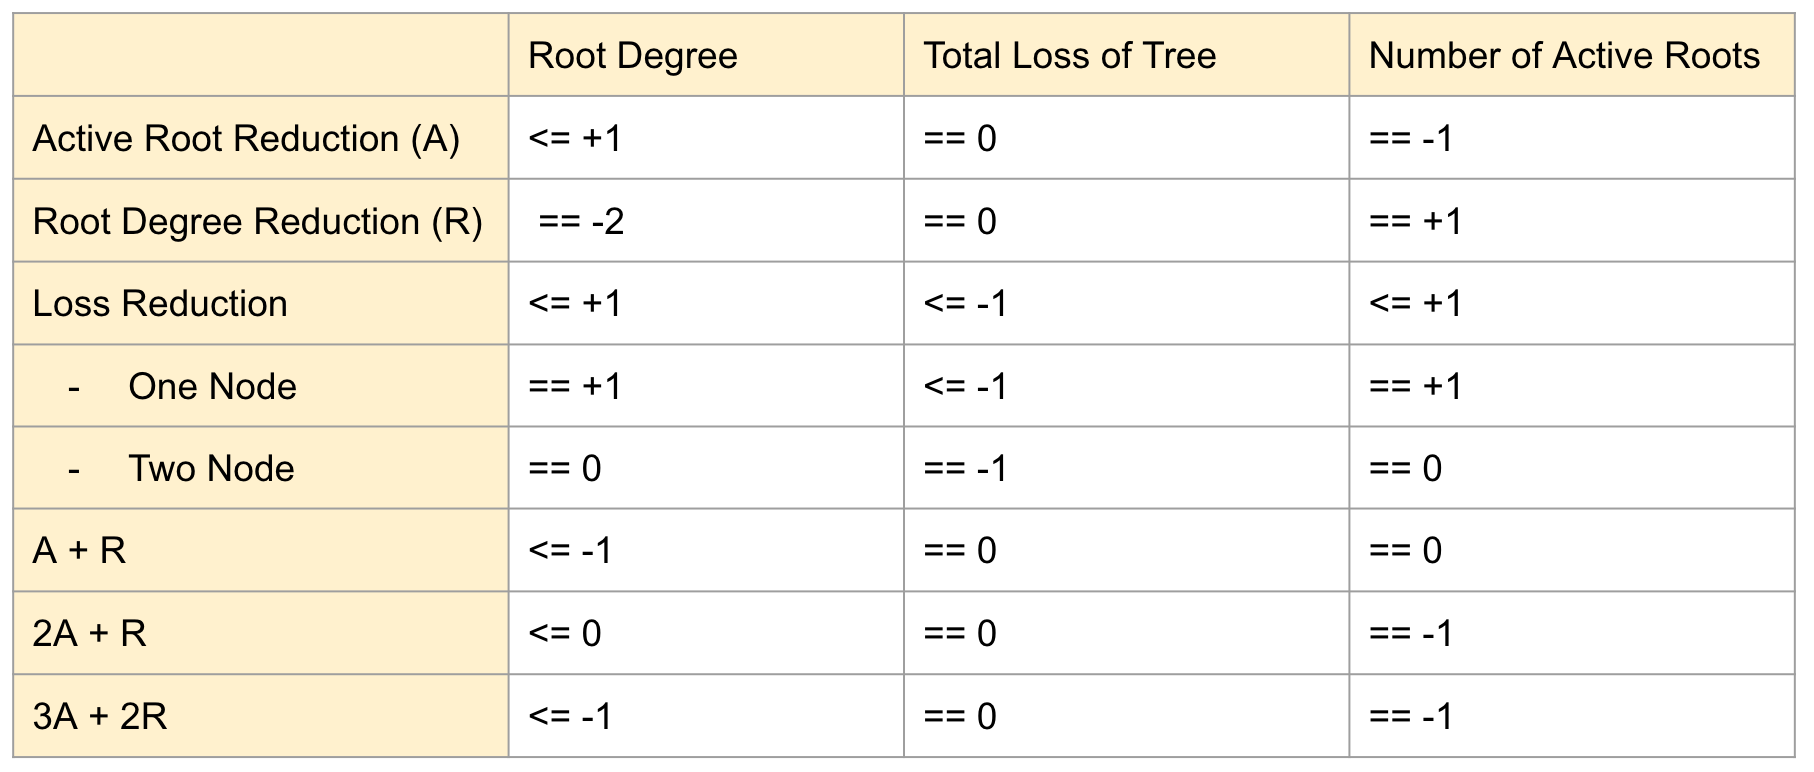 Root Degree Total Loss of Tree Number of Active Roots
Active Root Reduction (A) <= +1 == 0 == -1
Root Degree Reduction (R) == -2 == 0 == +1
Loss Reduction <= +1 <= -1 <= +1
- One Node == +1 <= -1 == +1
- Two Node == 0 == -1 == 0
A + R <= -1 == 0 == 0
2A + R <= 0 == 0 == -1
3A + 2R <= -1 == 0 == -1